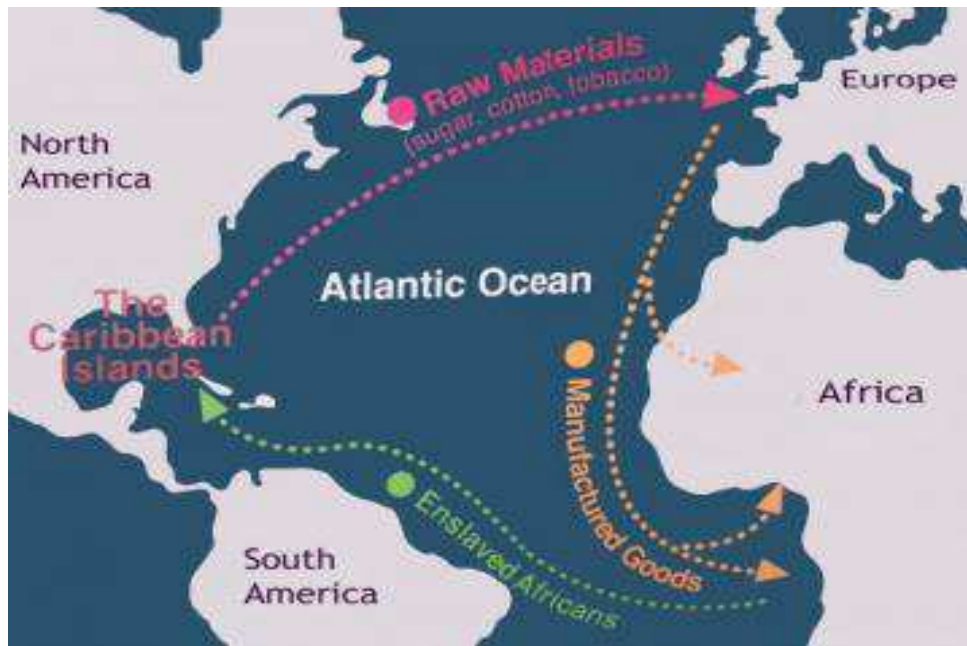 Raw Materials
(sugar, cotton, tobacco)
Europe
North
America
Atlantic Ocean
The
Caribbean
Islands
Africa
Manufactured Goods
Enslaved Africans
South
America